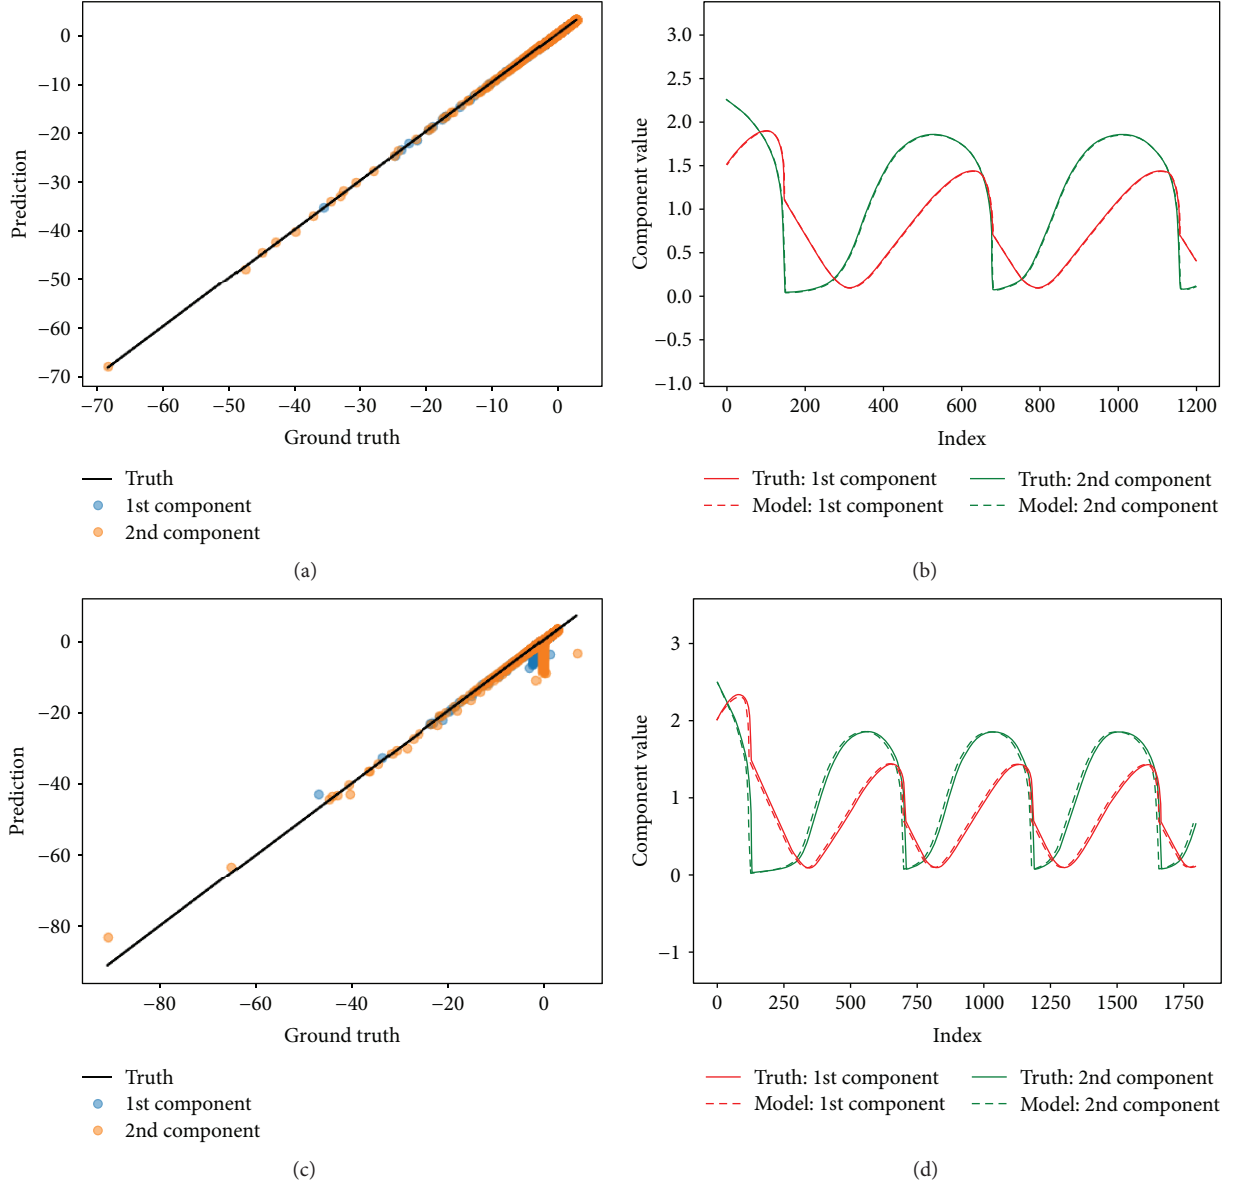 0
−10
−20
−30
−40
−50
−60
−70
Prediction
−70 −60 −50 −40 −30 −20 −10 0
Ground truth
Truth
1st component
2nd component
(a)
3.0
2.5
2.0
1.5
1.0
0.5
0.0
−0.5
−1.0
Component value
0 200 400 600 800 1000 1200
Index
Truth: 1st component Truth: 2nd component
Model: 1st component Model: 2nd component
(b)
0
−20
−40
−60
−80
Prediction
−80 −60 −40 −20 0
Ground truth
Truth
1st component
2nd component
(c)
3
2
1
0
−1
Component value
0 250 500 750 1000 1250 1500 1750
Index
Truth: 1st component Truth: 2nd component
Model: 1st component Model: 2nd component
(d)